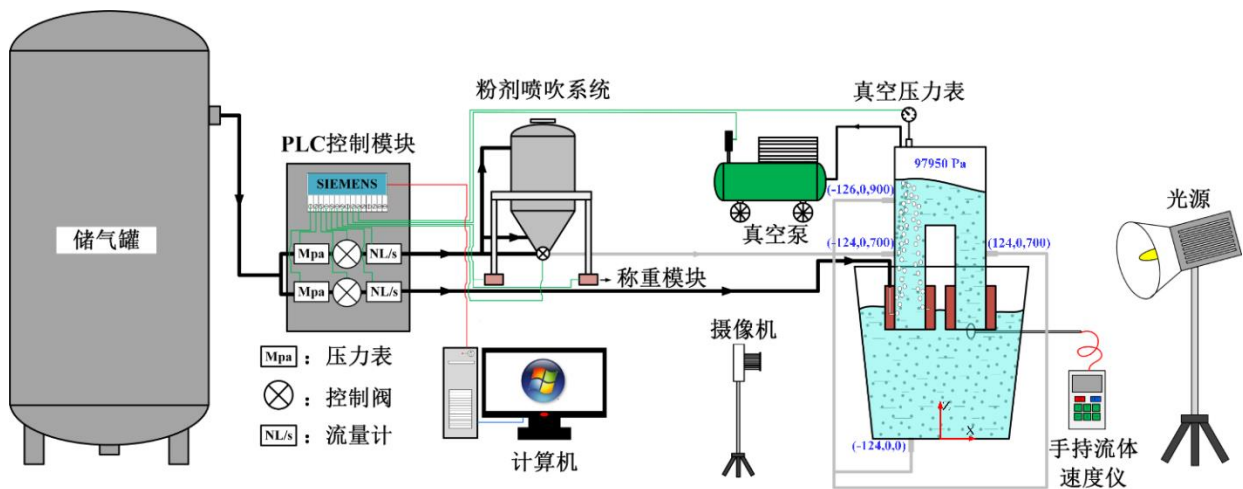 储气罐
PLC控制模块
SIEMENS
Mpa
NL/s
Mpa
NL/s
Mpa
：压力表
：控制阀
NL/s
：流量计
粉剂喷吹系统
称重模块
计算机
真空泵
真空压力表
97950 Pa
(-126,0,900)
(-124,0,700)
(124,0,700)
(-124,0,0)
Y
X
摄像机
手持流体
速度仪
光源